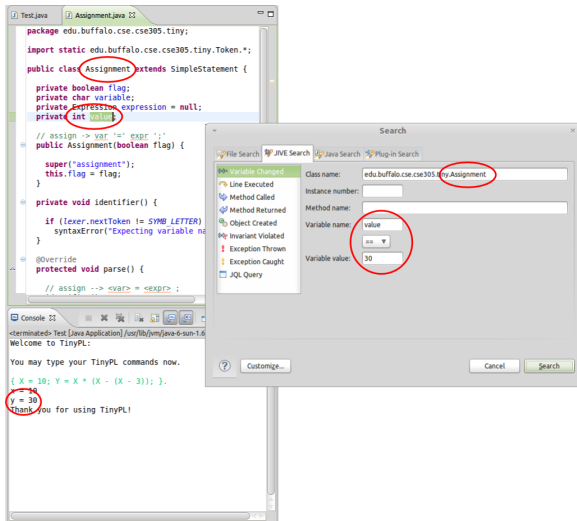 Test.java
Assignment.java
package edu.buffalo.cse.cse305.tiny;
import static edu.buffalo.cse.cse305.tiny.Token.*;
public class Assignment extends SimpleStatement {
private boolean flag;
private char variable;
private Expression expression = null;
private int value;
// assign -> var '=' expr ';'
public Assignment(boolean flag) {
super("assignment");
this.flag = flag;
}
private void identifier() {
if (lexer.nextToken != SYMB_LETTER)
syntaxError("Expecting variable na
}
@Override
protected void parse() {
// assign --> <var> = <expr> ;
Console
<terminated> Test [Java Application] /usr/lib/jvm/java-6-sun-1.6
Welcome to TinyPL:
You may type your TinyPL commands now.
{ X = 10; Y = X * (X - (X - 3)); }.
x = 10
y = 30
Thank you for using TinyPL!
Search
File Search
JIVE Search
Java Search
Plug-in Search
Variable Changed
Line Executed
Method Called
Method Returned
Object Created
Invariant Violated
Exception Thrown
Exception Caught
JQL Query
Class name:
edu.buffalo.cse.cse305.tiny.Assignment
Instance number:
Method name:
Variable name:
value
==
Variable value:
30
Customize...
Cancel
Search